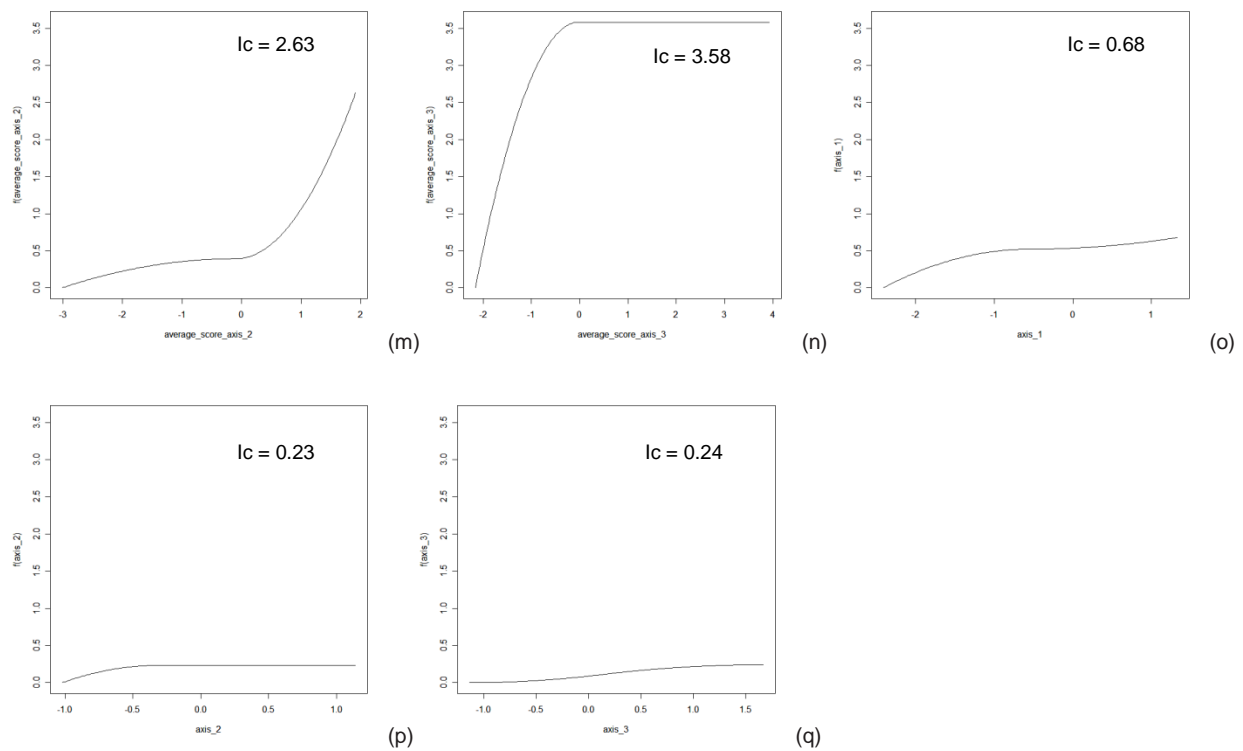 Ic = 2.63
f(average_score_axis_2)
0.0 0.5 1.0 1.5 2.0 2.5 3.0 3.5
-3 -2 -1 0 1 2
average_score_axis_2
(m)
Ic = 3.58
f(average_score_axis_3)
0.0 0.5 1.0 1.5 2.0 2.5 3.0 3.5
-2 -1 0 1 2 3 4
average_score_axis_3
(n)
Ic = 0.68
f(axis_1)
0.0 0.5 1.0 1.5 2.0 2.5 3.0 3.5
-2 -1 0 1
axis_1
(o)
Ic = 0.23
f(axis_2)
0.0 0.5 1.0 1.5 2.0 2.5 3.0 3.5
-1.0 -0.5 0.0 0.5 1.0
axis_2
(p)
Ic = 0.24
f(axis_3)
0.0 0.5 1.0 1.5 2.0 2.5 3.0 3.5
-1.0 -0.5 0.0 0.5 1.0 1.5
axis_3
(q)